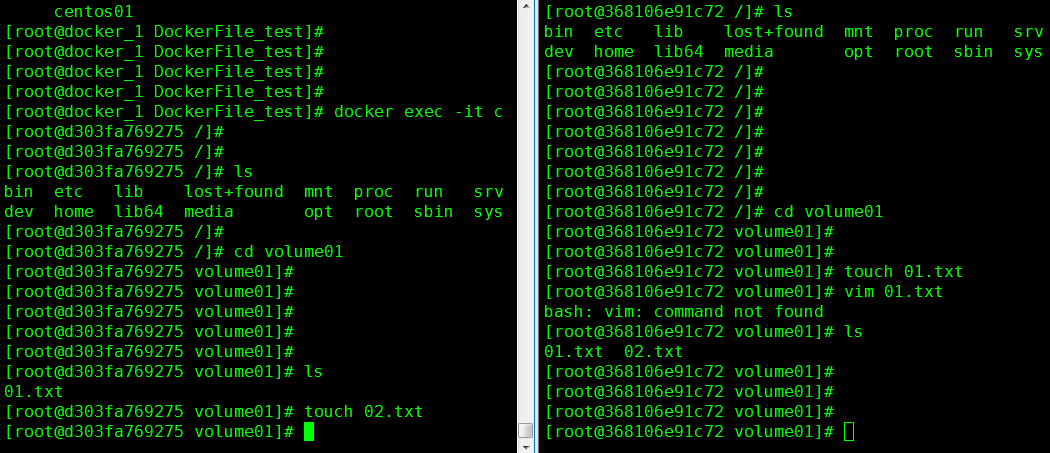 centos01
[root@docker_1 DockerFile_test]#
[root@docker_1 DockerFile_test]#
[root@docker_1 DockerFile_test]#
[root@docker_1 DockerFile_test]#
[root@docker_1 DockerFile_test]# docker exec -it c
[root@d303fa769275 /]#
[root@d303fa769275 /]#
[root@d303fa769275 /]# ls
bin  etc   lib    lost+found  mnt  proc  run   srv
dev  home  lib64  media       opt  root  sbin  sys
[root@d303fa769275 /]#
[root@d303fa769275 /]# cd volume01
[root@d303fa769275 volume01]#
[root@d303fa769275 volume01]#
[root@d303fa769275 volume01]#
[root@d303fa769275 volume01]#
[root@d303fa769275 volume01]#
[root@d303fa769275 volume01]# ls
01.txt
[root@d303fa769275 volume01]# touch 02.txt
[root@d303fa769275 volume01]#
[root@368106e91c72 /]# ls
bin  etc   lib    lost+found  mnt  proc  run   srv
dev  home  lib64  media       opt  root  sbin  sys
[root@368106e91c72 /]#
[root@368106e91c72 /]#
[root@368106e91c72 /]#
[root@368106e91c72 /]#
[root@368106e91c72 /]#
[root@368106e91c72 /]#
[root@368106e91c72 /]#
[root@368106e91c72 /]# cd volume01
[root@368106e91c72 volume01]#
[root@368106e91c72 volume01]#
[root@368106e91c72 volume01]# touch 01.txt
[root@368106e91c72 volume01]# vim 01.txt
bash: vim: command not found
[root@368106e91c72 volume01]# ls
01.txt  02.txt
[root@368106e91c72 volume01]#
[root@368106e91c72 volume01]#
[root@368106e91c72 volume01]#
[root@368106e91c72 volume01]#